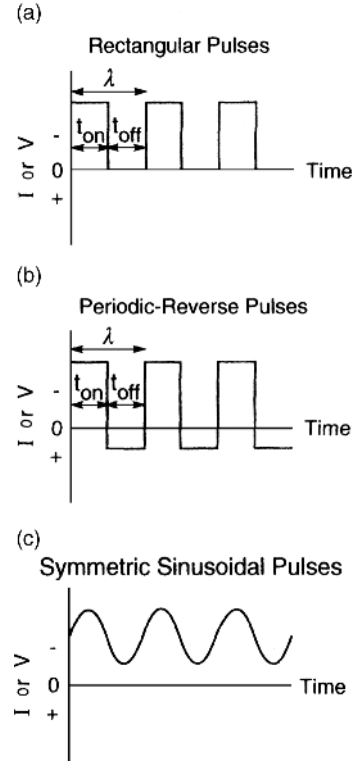 (a)
Rectangular Pulses
λ
t_on t_off
I or V
-
0
+
Time
(b)
Periodic-Reverse Pulses
λ
t_on t_off
I or V
-
0
+
Time
(c)
Symmetric Sinusoidal Pulses
I or V
-
0
+
Time